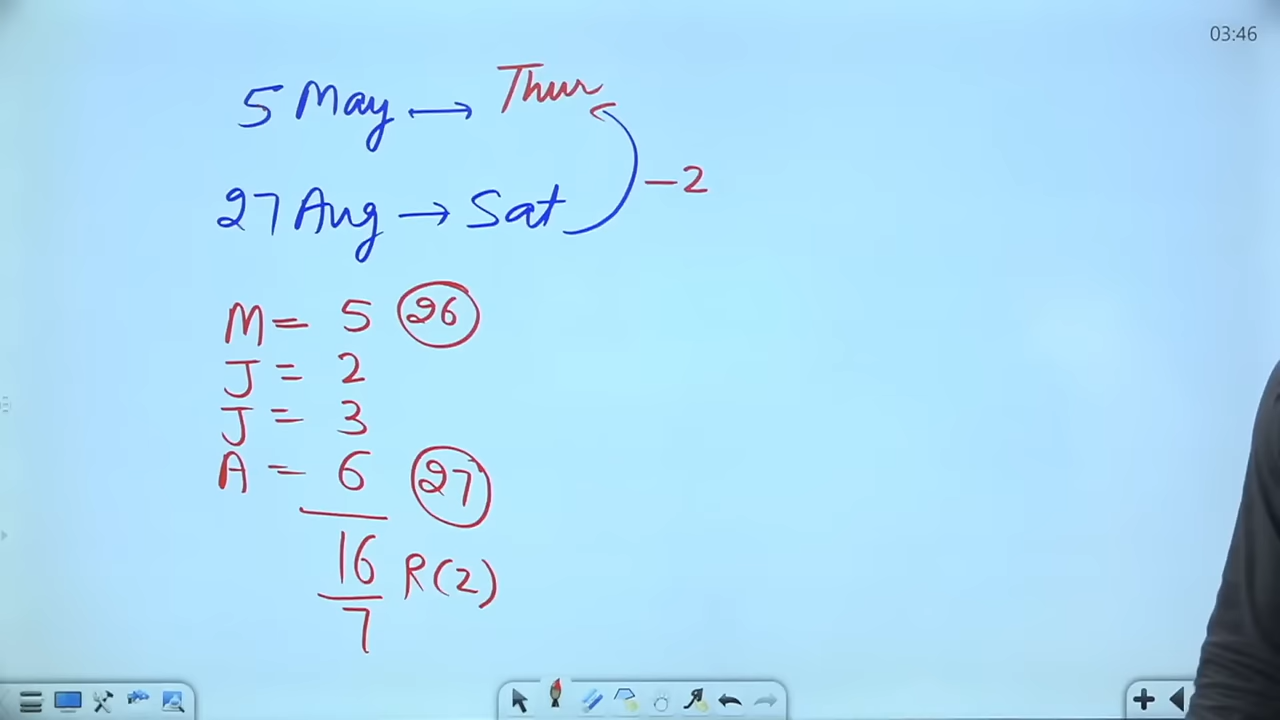 03:46
5 May ⟷ Thur
-2
27 Aug → Sat
M = 5 26
J = 2
J = 3
A = 6 27
16 R(2)
7